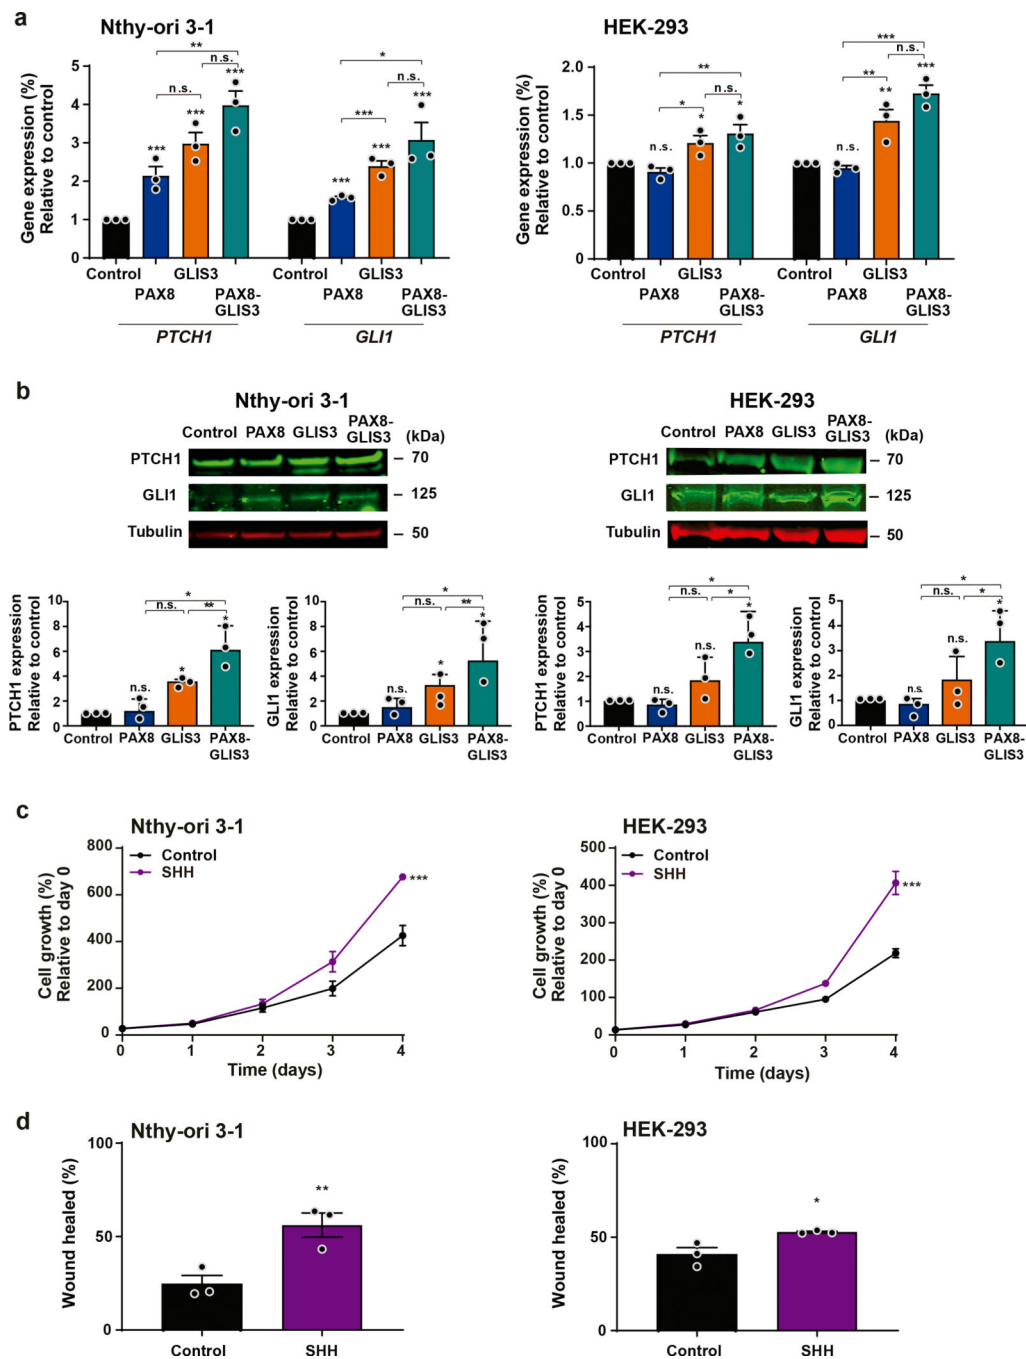 a
Nthy-ori 3-1
Gene expression (%)
Relative to control
5
4
3
2
1
0
***
***
***
n.s.
n.s.
**
***
***
***
***
n.s.
*
Control
GLIS3
Control
GLIS3
PAX8
PAX8-
GLIS3
PAX8
PAX8-
GLIS3
PTCH1
GLI1
HEK-293
Gene expression (%)
Relative to control
2.0
1.5
1.0
0.5
0
n.s.
*
*
*
n.s.
**
n.s.
**
***
**
n.s.
***
Control
GLIS3
Control
GLIS3
PAX8
PAX8-
GLIS3
PAX8
PAX8-
GLIS3
PTCH1
GLI1
b
Nthy-ori 3-1
Control PAX8 GLIS3 PAX8-
GLIS3 (kDa)
PTCH1 – 70
GLI1 – 125
Tubulin – 50
HEK-293
Control PAX8 GLIS3 PAX8-
GLIS3 (kDa)
PTCH1 – 70
GLI1 – 125
Tubulin – 50
PTCH1 expression
Relative to control
10
8
6
4
2
0
n.s.
*
*
n.s.
**
*
Control PAX8 GLIS3 PAX8-
GLIS3
GLI1 expression
Relative to control
10
8
6
4
2
0
n.s.
*
*
n.s.
**
*
Control PAX8 GLIS3 PAX8-
GLIS3
PTCH1 expression
Relative to control
5
4
3
2
1
0
n.s.
n.s.
*
n.s.
*
*
Control PAX8 GLIS3 PAX8-
GLIS3
GLI1 expression
Relative to control
5
4
3
2
1
0
n.s.
n.s.
*
n.s.
*
*
Control PAX8 GLIS3 PAX8-
GLIS3
c
Nthy-ori 3-1
Cell growth (%)
Relative to day 0
800
600
400
200
0
Control
SHH
***
0 1 2 3 4
Time (days)
HEK-293
Cell growth (%)
Relative to day 0
500
400
300
200
100
0
Control
SHH
***
0 1 2 3 4
Time (days)
d
Nthy-ori 3-1
Wound healed (%)
100
50
0
**
Control SHH
HEK-293
Wound healed (%)
100
50
0
*
Control SHH